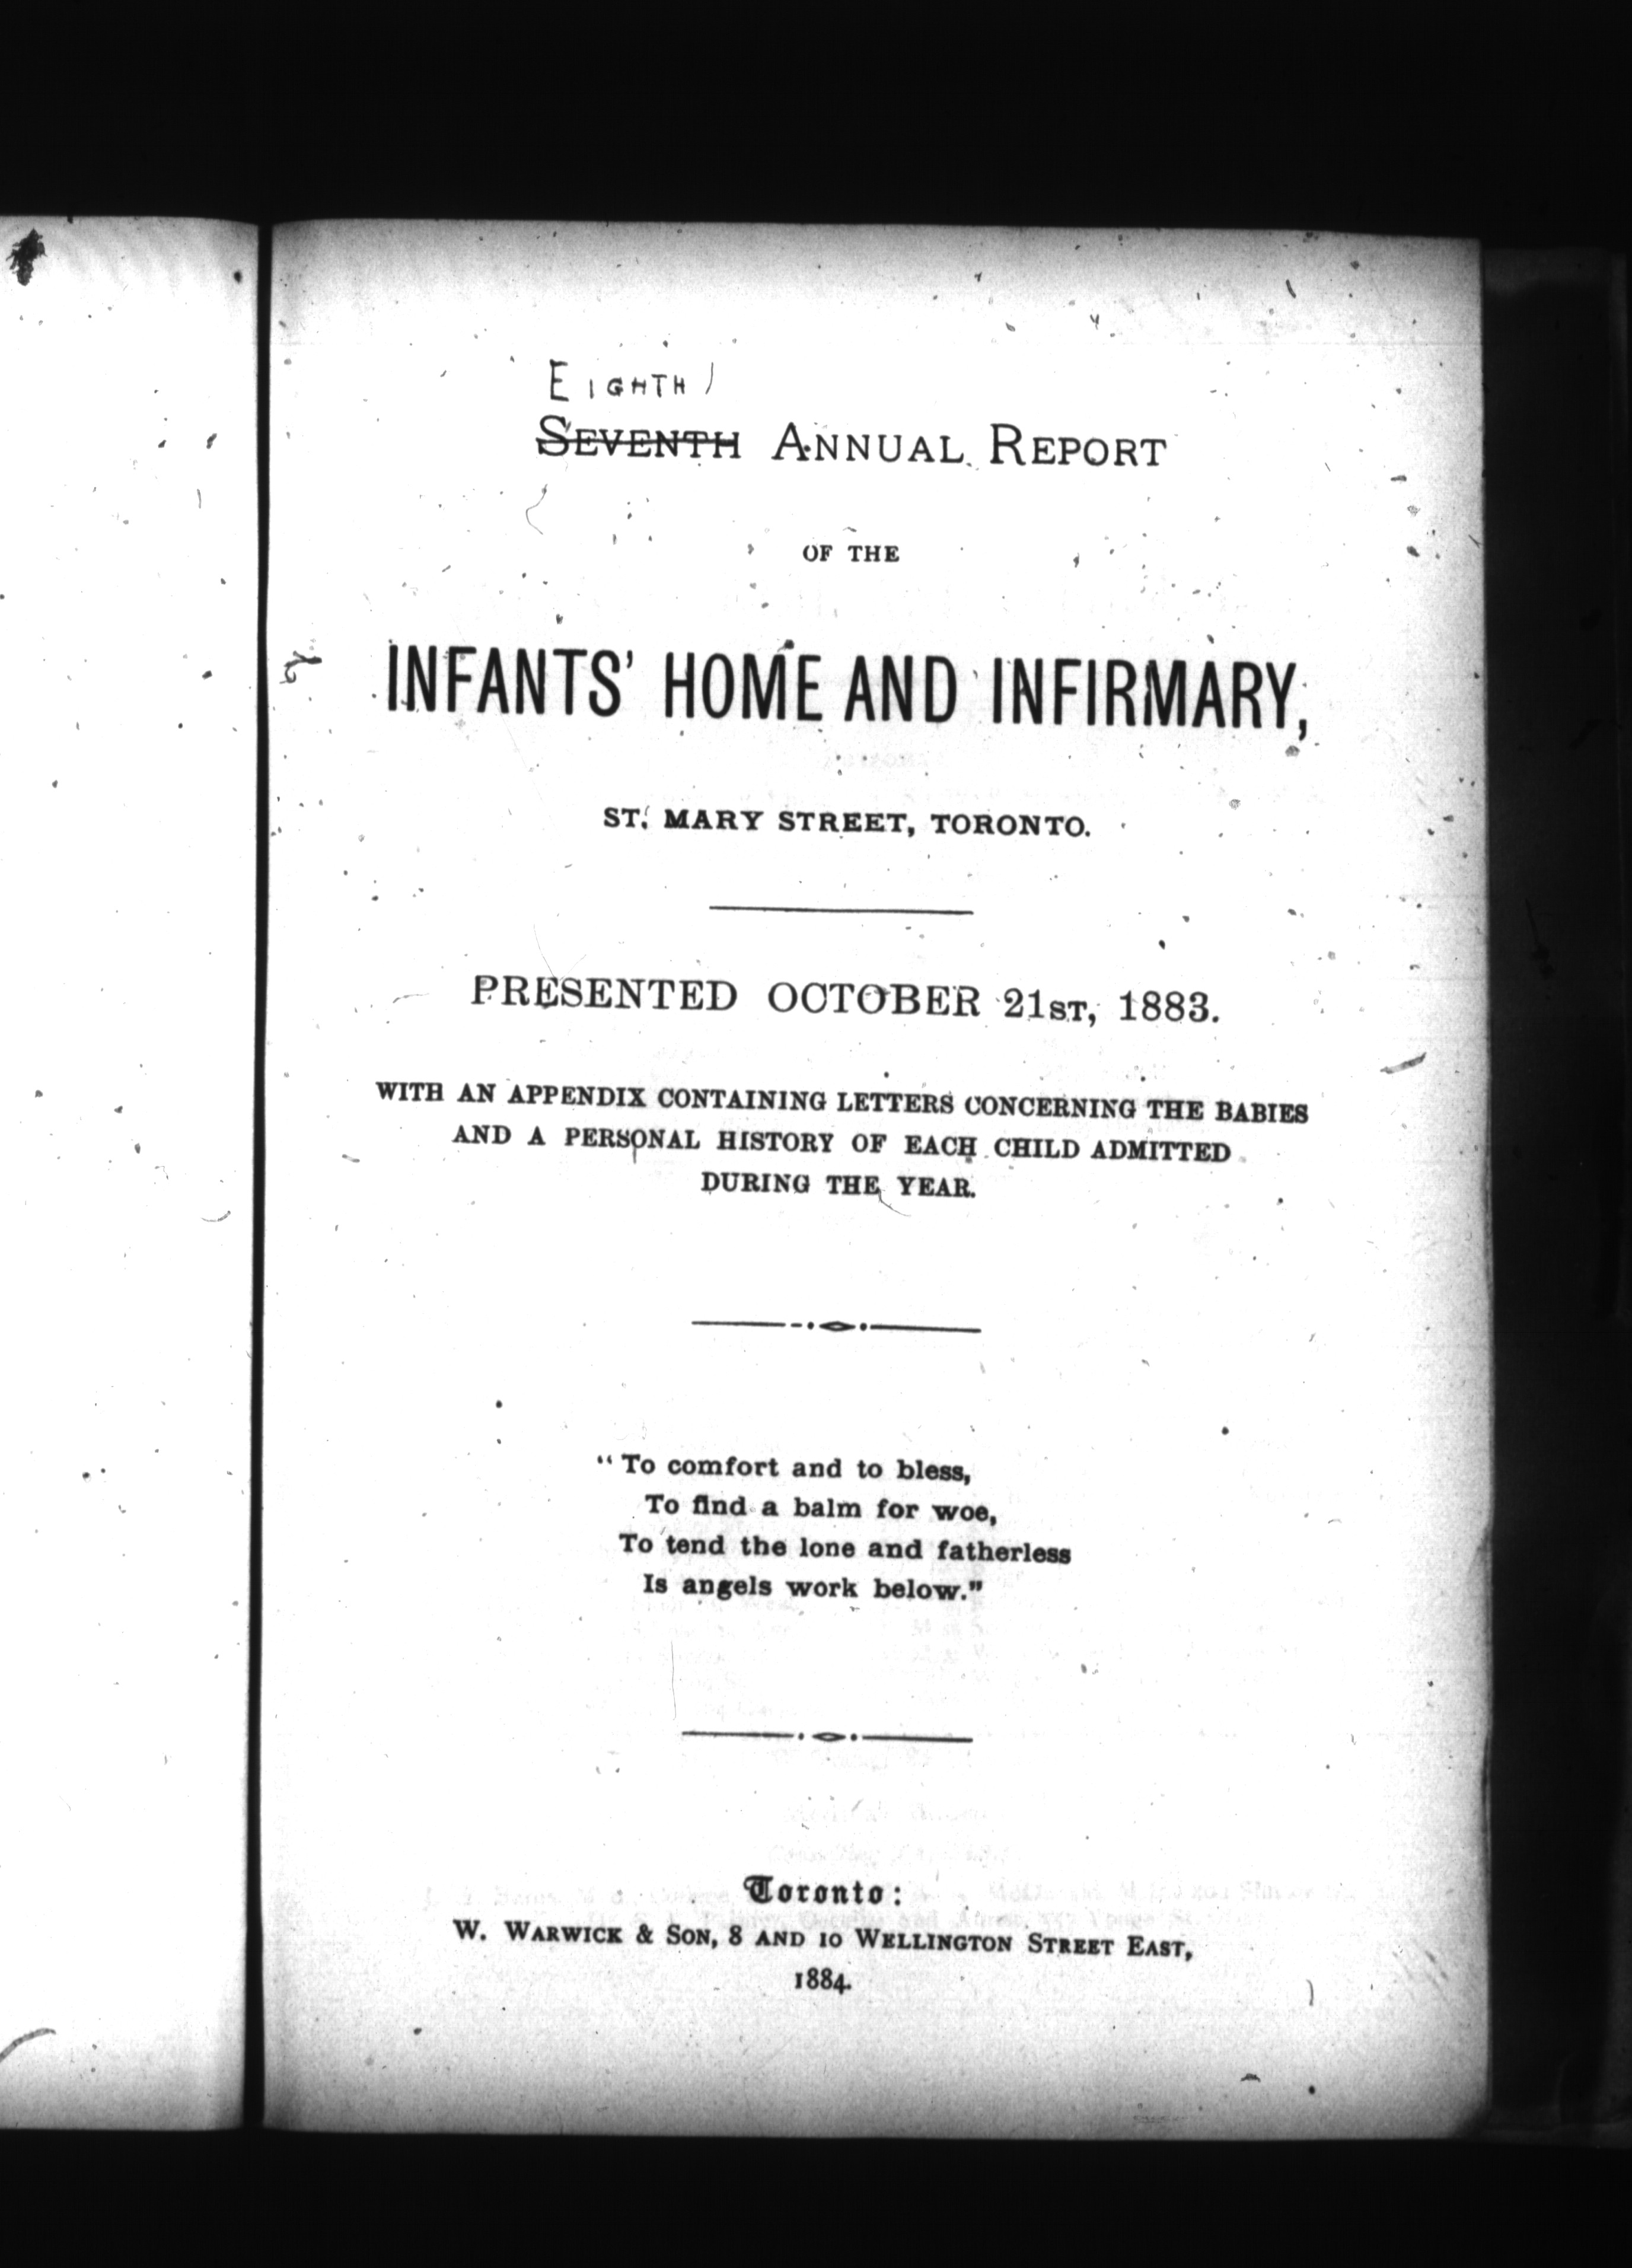 EIGHTH
SEVENTH ANNUAL REPORT
OF THE
INFANTS' HOME AND INFIRMARY,
ST. MARY STREET, TORONTO.
PRESENTED OCTOBER 21ST, 1883.
WITH AN APPENDIX CONTAINING LETTERS CONCERNING THE BABIES
AND A PERSONAL HISTORY OF EACH CHILD ADMITTED
DURING THE YEAR.
"To comfort and to bless,
To find a balm for woe,
To tend the lone and fatherless
Is angels work below."
Toronto:
W. WARWICK & SON, 8 AND 10 WELLINGTON STREET EAST,
1884.